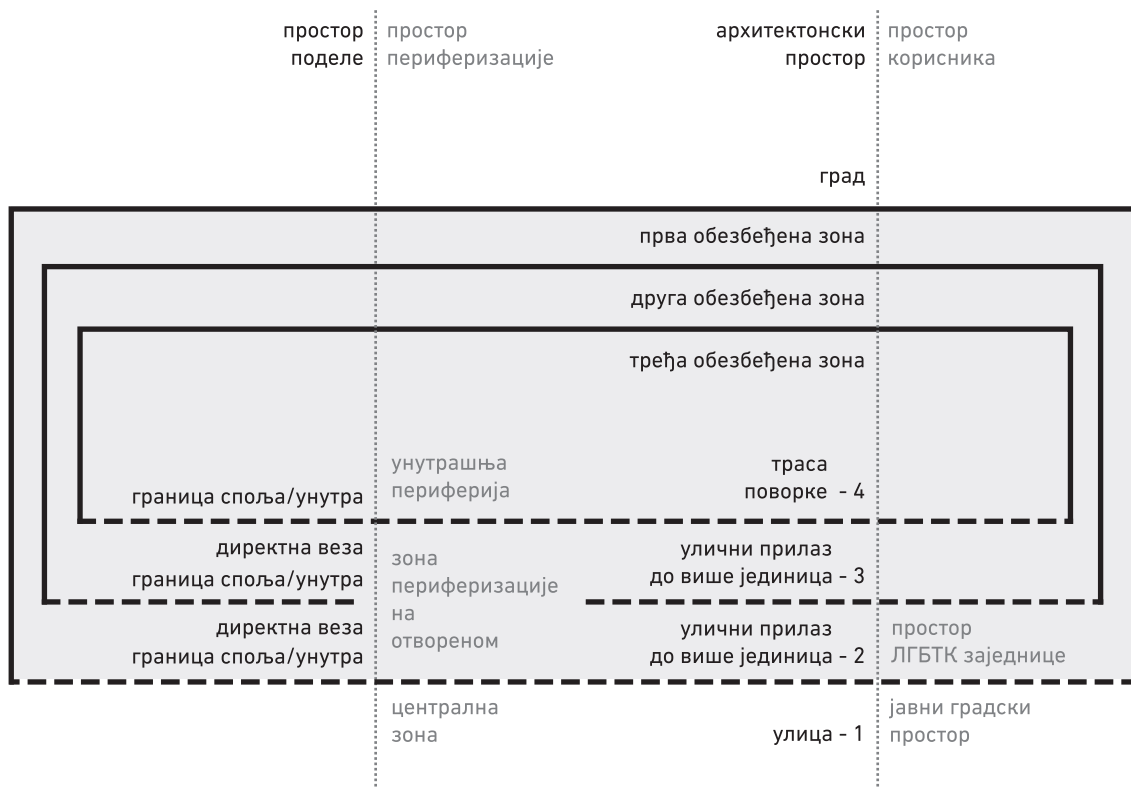 простор
поделе
простор
периферизације
архитектонски
простор
простор
корисника
град
прва обезбеђена зона
друга обезбеђена зона
трећа обезбеђена зона
унутрашња
периферија
траса
поворке - 4
граница споља/унутра
директна веза
граница споља/унутра
зона
периферизације
на
отвореном
улични прилаз
до више јединица - 3
директна веза
граница споља/унутра
улични прилаз
до више јединица - 2
простор
ЛГБТК заједнице
централна
зона
улица - 1
јавни градски
простор